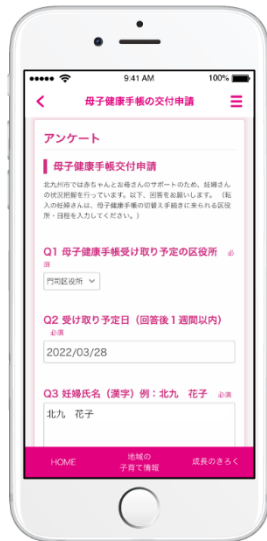 9:41 AM
100%
母子健康手帳の交付申請
アンケート
母子健康手帳交付申請
北九州市では赤ちゃんとお母さんのサポートのため、妊婦さん
の状況把握を行っています。以下、回答をお願いします。（転
入の妊婦さんは、母子健康手帳の切替え手続きに来られる区役
所・日程を入力してください。）
Q1 母子健康手帳受け取り予定の区役所 必
須
門司区役所
Q2 受け取り予定日（回答後１週間以内）
必須
2022/03/28
Q3 妊婦氏名（漢字）例：北九　花子 必須
北九　花子
HOME
地域の
子育て情報
成長のきろく